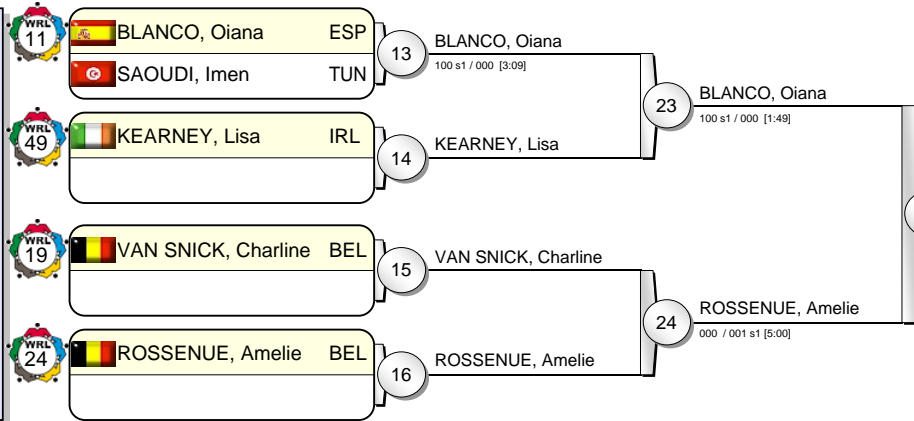 WRL
11
BLANCO, Oiana ESP
SAOUDI, Imen TUN
13
BLANCO, Oiana
100 s1 / 000 [3:09]
WRL
49
KEARNEY, Lisa IRL
14
KEARNEY, Lisa
23
BLANCO, Oiana
100 s1 / 000 [1:49]
WRL
19
VAN SNICK, Charline BEL
15
VAN SNICK, Charline
WRL
24
ROSSENUE, Amelie BEL
16
ROSSENUE, Amelie
24
ROSSENUE, Amelie
000 / 001 s1 [5:00]